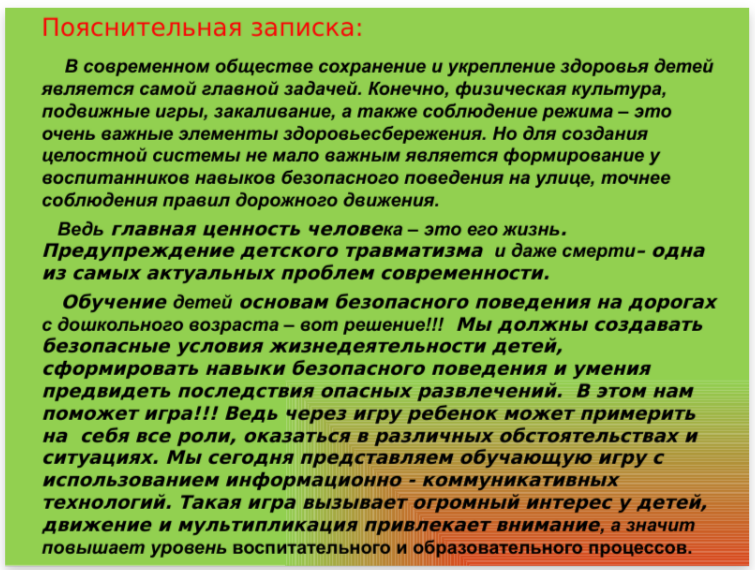 Пояснительная записка:
В современном обществе сохранение и укрепление здоровья детей
является самой главной задачей. Конечно, физическая культура,
подвижные игры, закаливание, а также соблюдение режима – это
очень важные элементы здоровьесбережения. Но для создания
целостной системы не мало важным является формирование у
воспитанников навыков безопасного поведения на улице, точнее
соблюдения правил дорожного движения.
Ведь главная ценность человека – это его жизнь.
Предупреждение детского травматизма и даже смерти– одна
из самых актуальных проблем современности.
Обучение детей основам безопасного поведения на дорогах
с дошкольного возраста – вот решение!!! Мы должны создавать
безопасные условия жизнедеятельности детей,
сформировать навыки безопасного поведения и умения
предвидеть последствия опасных развлечений. В этом нам
поможет игра!!! Ведь через игру ребенок может примерить
на себя все роли, оказаться в различных обстоятельствах и
ситуациях. Мы сегодня представляем обучающую игру с
использованием информационно - коммуникативных
технологий. Такая игра вызывает огромный интерес у детей,
движение и мультипликация привлекает внимание, а значит
повышает уровень воспитательного и образовательного процессов.